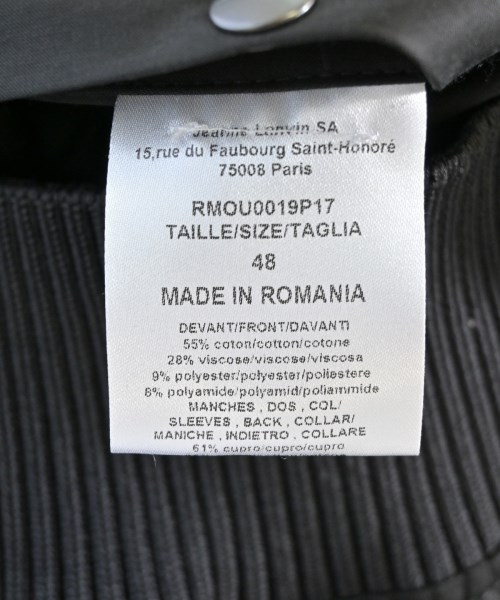 Jeanne Lanvin SA
15,rue du Faubourg Saint-Honoré
75008 Paris
RMOU0019P17
TAILLE/SIZE/TAGLIA
48
MADE IN ROMANIA
DEVANT/FRONT/DAVANTI
55% coton/cotton/cotone
28% viscose/viscose/viscosa
9% polyester/polyester/poliestere
8% polyamide/polyamid/poliammide
MANCHES , DOS , COL/
SLEEVES , BACK , COLLAR/
MANICHE , INDIETRO , COLLARE
61% cupro/cupro/cupro